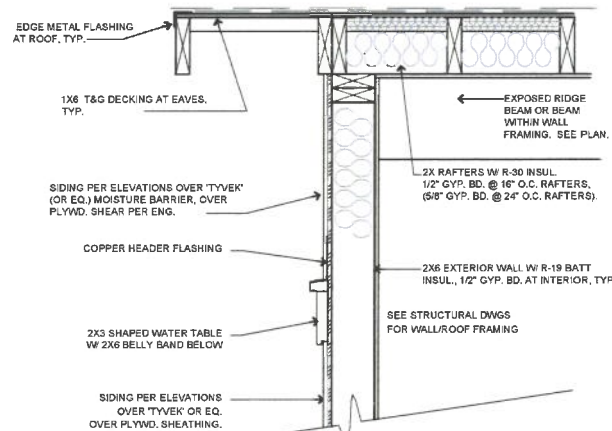 EDGE METAL FLASHING
AT ROOF, TYP.
1X6 T&G DECKING AT EAVES,
TYP.
EXPOSED RIDGE
BEAM OR BEAM
WITHIN WALL
FRAMING. SEE PLAN.
SIDING PER ELEVATIONS OVER 'TYVEK'
(OR EQ.) MOISTURE BARRIER, OVER
PLYWD. SHEAR PER ENG.
2X RAFTERS W/ R-30 INSUL.
1/2" GYP. BD. @ 16" O.C. RAFTERS,
(5/8" GYP. BD. @ 24" O.C. RAFTERS).
COPPER HEADER FLASHING
2X6 EXTERIOR WALL W/ R-19 BATT
INSUL., 1/2" GYP. BD. AT INTERIOR, TYP
2X3 SHAPED WATER TABLE
W/ 2X6 BELLY BAND BELOW
SEE STRUCTURAL DWGS
FOR WALL/ROOF FRAMING
SIDING PER ELEVATIONS
OVER 'TYVEK' OR EQ.
OVER PLYWD. SHEATHING.